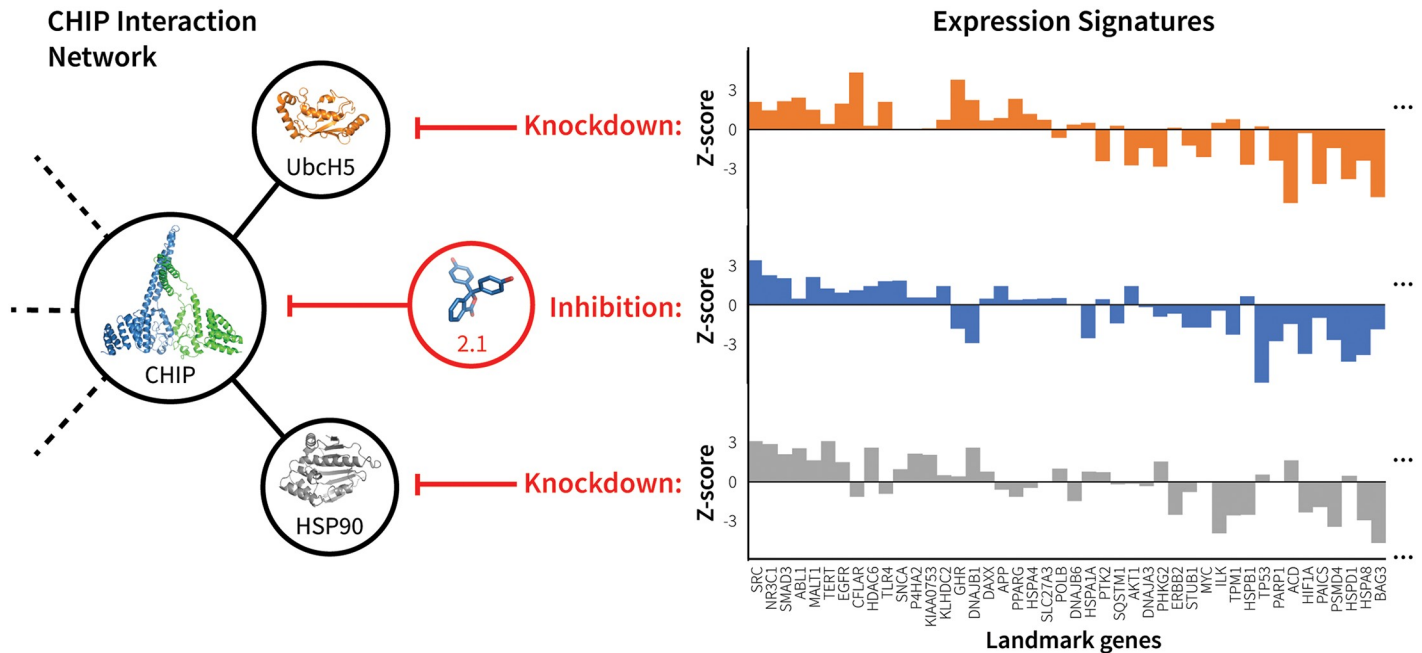 CHIP Interaction
Network
Expression Signatures
UbcH5
Knockdown:
CHIP
2.1
Inhibition:
HSP90
Knockdown:
Z-score
3
0
-3
...
Z-score
3
0
-3
...
Z-score
3
0
-3
...
...
SRC
NR3C1
SMAD3
ABL1
MALT1
TERT
EGFR
CFLAR
HDAC6
TLR4
SNCA
P4HA2
KIAA0753
KLHDC2
GHR
DNAJB1
DAXX
APP
PPARG
HSPA4
SLC27A3
POLB
DNAJB6
HSPA1A
PTK2
SQSTM1
AKT1
DNAJA3
PHKG2
ERBB2
STUB1
MYC
ILK
TPM1
HSPB1
TP53
PARP1
ACD
HIF1A
PAICS
PSMD4
HSPD1
HSPA8
BAG3
Landmark genes